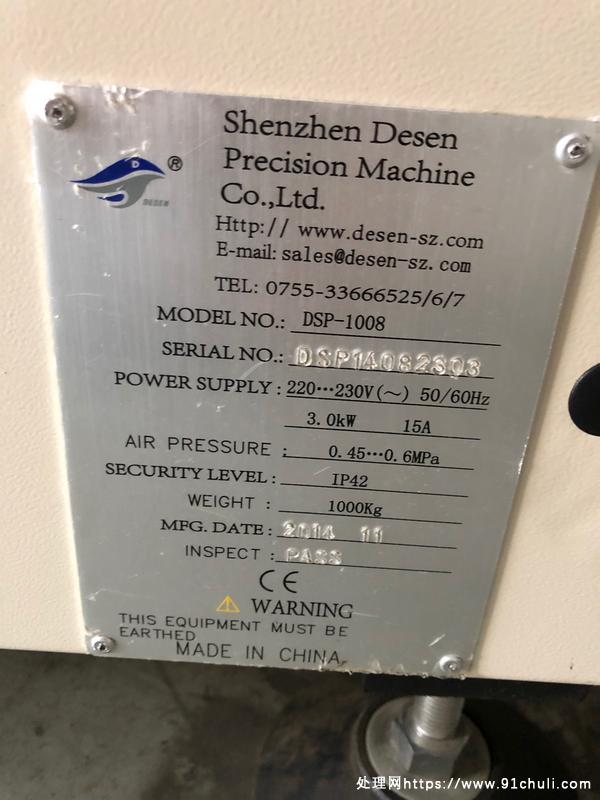 D
DESEN
®
Shenzhen Desen
Precision Machine
Co.,Ltd.
Http:// www.desen-sz.com
E-mail: sales@desen-sz.com
TEL: 0755-33666525/6/7
MODEL NO.: DSP-1008
SERIAL NO.: DSP14082S03
POWER SUPPLY : 220···230V(～) 50/60Hz
3.0kW 15A
AIR PRESSURE : 0.45···0.6MPa
SECURITY LEVEL : IP42
WEIGHT : 1000Kg
MFG. DATE : 2014 11
INSPECT : PASS
CE
WARNING
THIS EQUIPMENT MUST BE
EARTHED
MADE IN CHINA
处理网https://www.91chuli.com